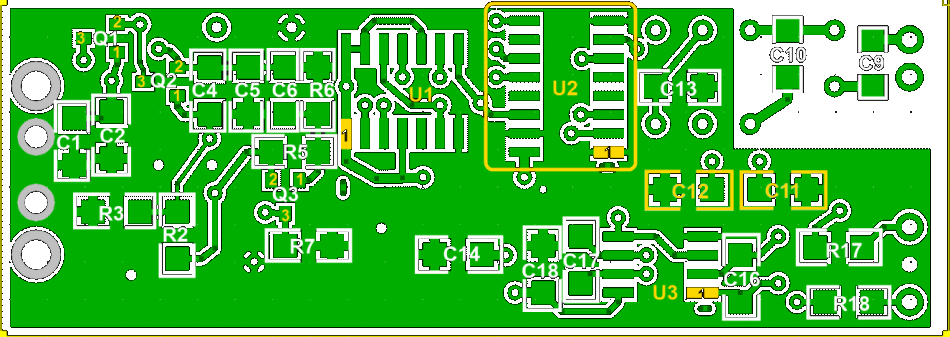 2
3 Q1
1
2
3 Q2
1
C4 C5 C6 R6
U1
U2
C13
C10
C9
C1 C2
1
R5
1
2 1
Q3
3
C12 C11
R3
R2
R7
C14
C18 C17
U3
1
C16
R17
R18